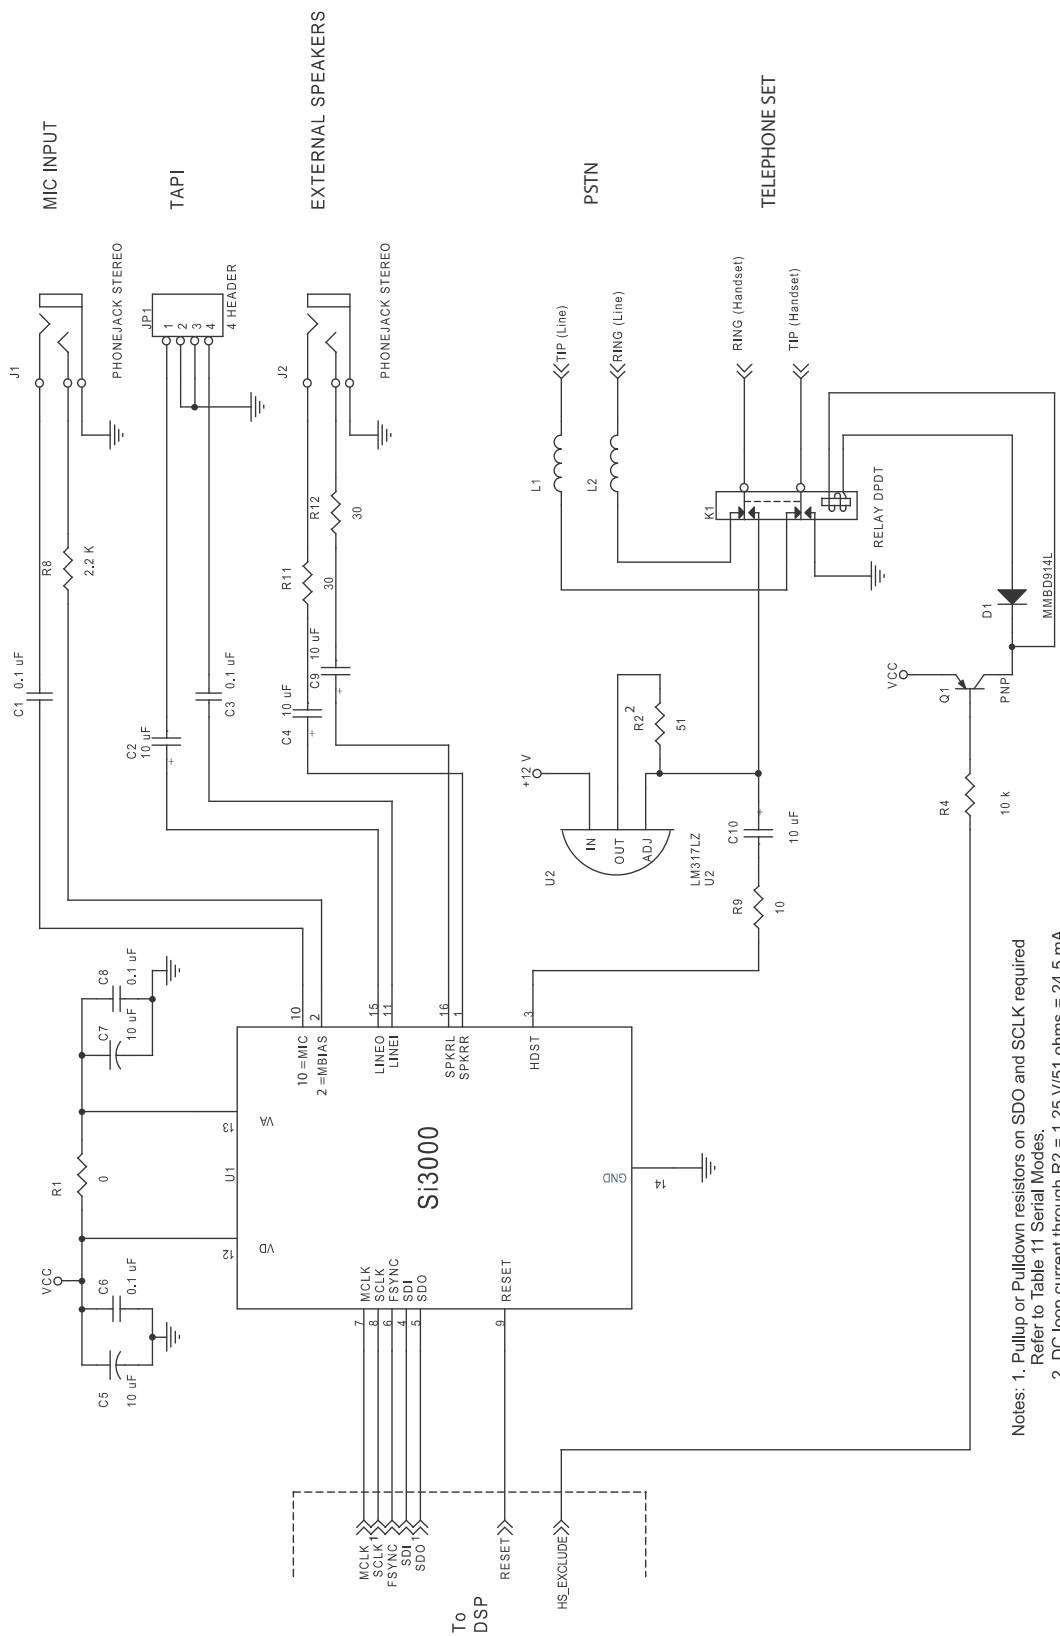 MIC INPUT
TAPI
EXTERNAL SPEAKERS
PSTN
TELEPHONE SET
J1
PHONEJACK STEREO
JP1
1
2
3
4
4 HEADER
J2
PHONEJACK STEREO
TIP (Line)
RING (Line)
RING (Handset)
TIP (Handset)
R8
2.2 K
R11
30
R12
30
L1
L2
K1
RELAY DPDT
D1
MMBD914L
C1
0.1 uF
C2
10 uF
C3
0.1 uF
C4
10 uF
C9
10 uF
+12 V
R2
2
51
VCC
Q1
PNP
U2
IN
OUT
ADJ
LM317LZ
U2
C10
10 uF
R9
10
R4
10 k
C8
0.1 uF
C7
10 uF
R1
0
VCC
C6
0.1 uF
C5
10 uF
10
2
15
11
16
1
3
10 =MIC
2 =MBIAS
LINEO
LINEI
SPKRL
SPKRR
HDST
13
VA
U1
12
VD
Si3000
GND
14
MCLK
SCLK
FSYNC
SDI
SDO
RESET
7
8
6
4
5
9
MCLK
SCLK 1
FSYNC
SDI
SDO 1
RESET
HS_EXCLUDE
To
DSP
Notes: 1. Pullup or Pulldown resistors on SDO and SCLK required
Refer to Table 11 Serial Modes.
2. DC loop current through R2 = 1.25 V/51 ohms = 24.5 mA